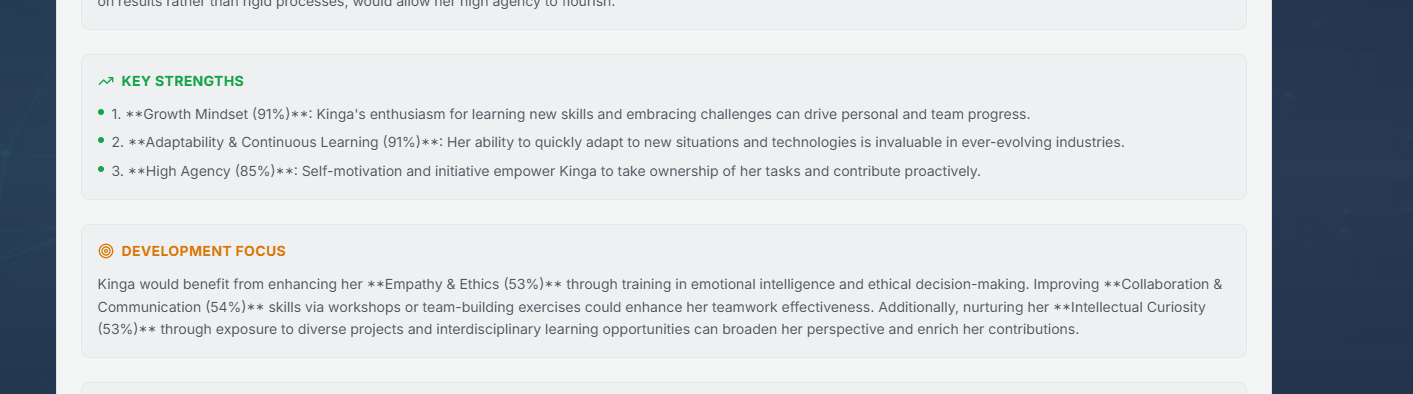 on results rather than rigid processes, would allow her high agency to flourish.
KEY STRENGTHS
1. **Growth Mindset (91%)**: Kinga's enthusiasm for learning new skills and embracing challenges can drive personal and team progress.
2. **Adaptability & Continuous Learning (91%)**: Her ability to quickly adapt to new situations and technologies is invaluable in ever-evolving industries.
3. **High Agency (85%)**: Self-motivation and initiative empower Kinga to take ownership of her tasks and contribute proactively.
DEVELOPMENT FOCUS
Kinga would benefit from enhancing her **Empathy & Ethics (53%)** through training in emotional intelligence and ethical decision-making. Improving **Collaboration &
Communication (54%)** skills via workshops or team-building exercises could enhance her teamwork effectiveness. Additionally, nurturing her **Intellectual Curiosity
(53%)** through exposure to diverse projects and interdisciplinary learning opportunities can broaden her perspective and enrich her contributions.